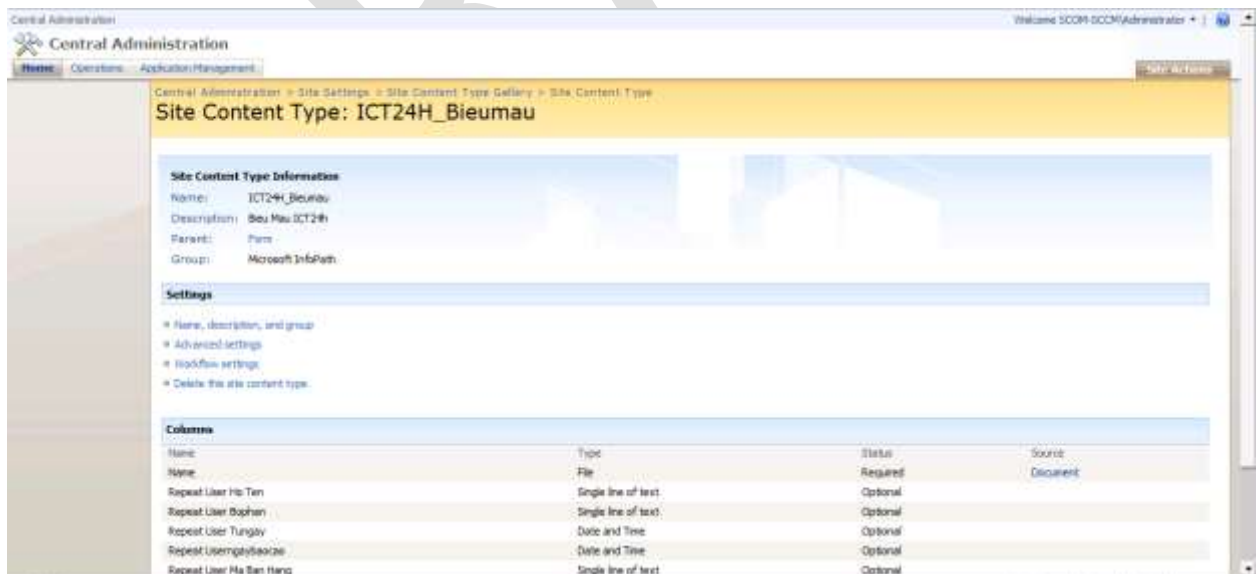 Central Administration Welcome SCOM-SCCM\Administrator
Central Administration
Home Operations Application Management Site Actions
Central Administration > Site Settings > Site Content Type Gallery > Site Content Type
Site Content Type: ICT24H_Bieumau
Site Content Type Information
Name: ICT24H_Bieumau
Description: Bieu Mau ICT24h
Parent: Form
Group: Microsoft InfoPath
Settings
Name, description, and group
Advanced settings
Workflow settings
Delete this site content type
Columns
Name Type Status Source
Name File Required Document
Repeat User Ho Ten Single line of text Optional
Repeat User Bophan Single line of text Optional
Repeat User Tungay Date and Time Optional
Repeat Userngaybaocao Date and Time Optional
Repeat User Ma Ban Hang Single line of text Optional